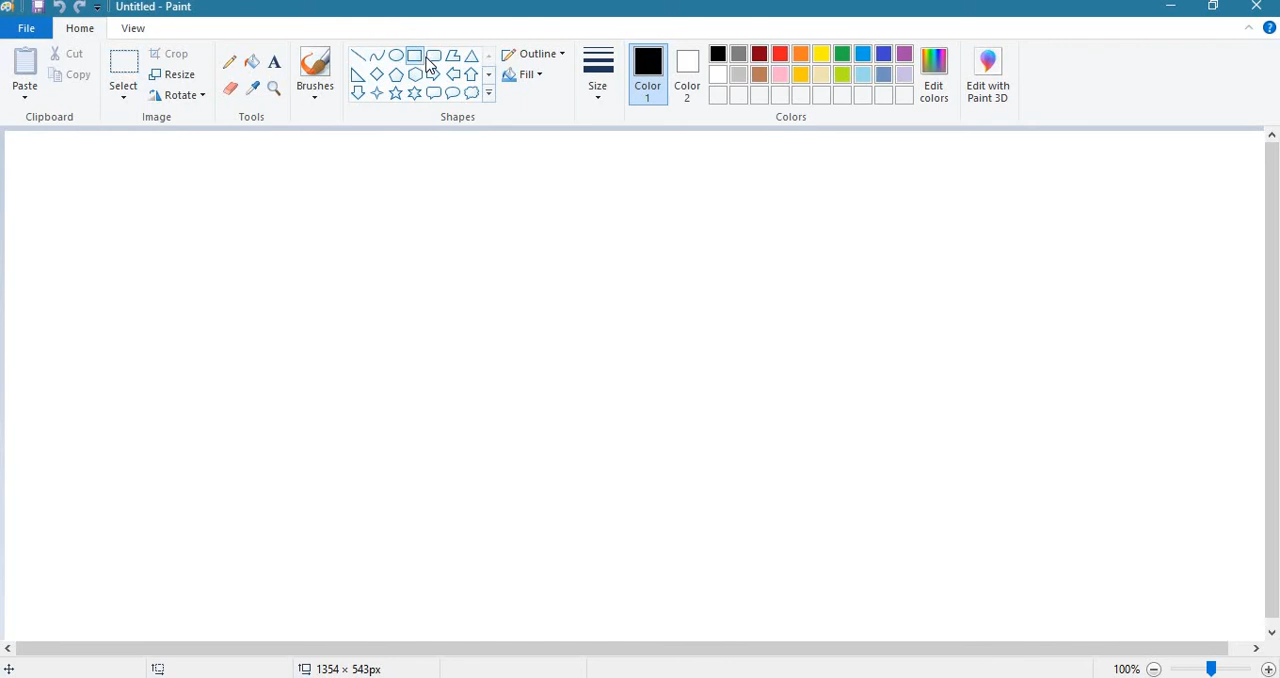 Untitled - Paint
File Home View
Paste Cut Copy Clipboard
Select Crop Resize Rotate Image
Tools
Brushes
Shapes Outline Fill
Size
Color 1 Color 2 Colors Edit colors
Edit with Paint 3D
1354 × 543px 100%